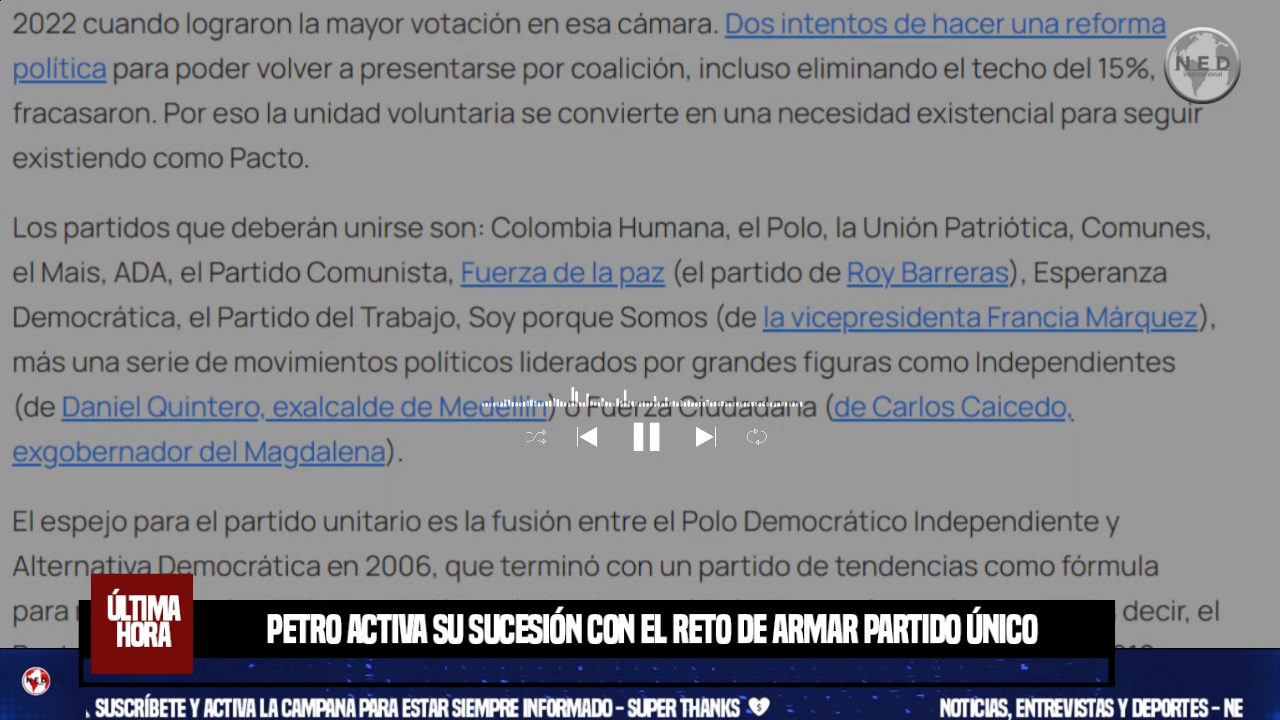 2022 cuando lograron la mayor votación en esa cámara. Dos intentos de hacer una reforma
política para poder volver a presentarse por coalición, incluso eliminando el techo del 15%,
fracasaron. Por eso la unidad voluntaria se convierte en una necesidad existencial para seguir
existiendo como Pacto.
NED
internacional
Los partidos que deberán unirse son: Colombia Humana, el Polo, la Unión Patriótica, Comunes,
el Mais, ADA, el Partido Comunista, Fuerza de la paz (el partido de Roy Barreras), Esperanza
Democrática, el Partido del Trabajo, Soy porque Somos (de la vicepresidenta Francia Márquez),
más una serie de movimientos políticos liderados por grandes figuras como Independientes
(de Daniel Quintero, exalcalde de Medellín) o Fuerza Ciudadana (de Carlos Caicedo,
exgobernador del Magdalena).
El espejo para el partido unitario es la fusión entre el Polo Democrático Independiente y
Alternativa Democrática en 2006, que terminó con un partido de tendencias como fórmula
para decir, el
ÚLTIMA
HORA
PETRO ACTIVA SU SUCESIÓN CON EL RETO DE ARMAR PARTIDO ÚNICO
NED
SUSCRÍBETE Y ACTIVA LA CAMPANA PARA ESTAR SIEMPRE INFORMADO - SUPER THANKS
NOTICIAS, ENTREVISTAS Y DEPORTES - NE